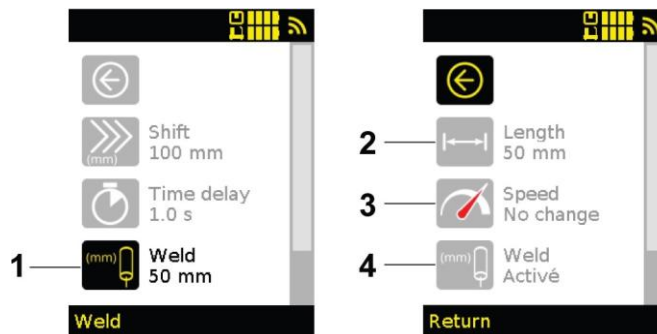 Shift
(mm)
100 mm
Time delay
1.0 s
1
(mm)
Weld
50 mm
Weld
2
Length
50 mm
3
Speed
No change
4
(mm)
Weld
Activé
Return